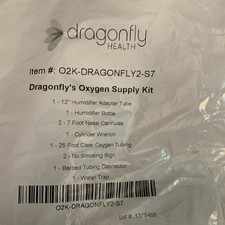 dragonfly
HEALTH
Item #: O2K-DRAGONFLY2-S7
Dragonfly's Oxygen Supply Kit
1 - 12" Humidifier Adapter Tube
1 - Humidifier Bottle
2 - 7 Foot Nasal Cannulas
1 - Cylinder Wrench
1 - 25 Foot Clear Oxygen Tubing
2 - No Smoking Sign
1 - Barbed Tubing Connector
1 - Water Trap
O2K-DRAGONFLY2-S7
Lot #: 1375488